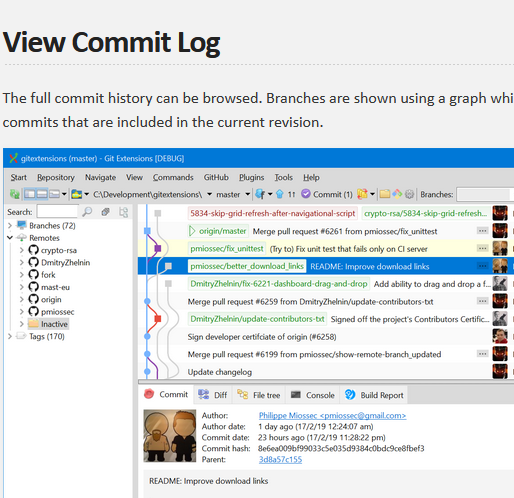 View Commit Log
The full commit history can be browsed. Branches are shown using a graph whi
commits that are included in the current revision.
gitextensions (master) - Git Extensions [DEBUG]
Start Repository Navigate View Commands GitHub Plugins Tools Help
C:\Development\gitextensions\ master 11 Commit (1) Branches:
Search:
Branches (72)
Remotes
crypto-rsa
DmitryZhelnin
fork
mast-eu
origin
pmiossec
Inactive
Tags (170)
5834-skip-grid-refresh-after-navigational-script crypto-rsa/5834-skip-grid-refresh...
origin/master Merge pull request #6261 from pmiossec/fix_unittest
pmiossec/fix_unittest (Try to) Fix unit test that fails only on CI server
pmiossec/better_download_links README: Improve download links
DmitryZhelnin/fix-6221-dashboard-drag-and-drop Add ability to drag and drop a f...
Merge pull request #6259 from DmitryZhelnin/update-contributors-txt
DmitryZhelnin/update-contributors-txt Signed off the project's Contributors Certific...
Sign developer certifciate of origin (#6258)
Merge pull request #6199 from pmiossec/show-remote-branch_updated
Update changelog
Commit Diff File tree Console Build Report
Author: Philippe Miossec <pmiossec@gmail.com>
Author date: 1 day ago (17/2/19 12:24:07 am)
Commit date: 23 hours ago (17/2/19 11:28:22 pm)
Commit hash: 8e6ea009bf99033c5e035d9384c0bdc9ce8fbef3
Parent: 3d8a57c155
README: Improve download links